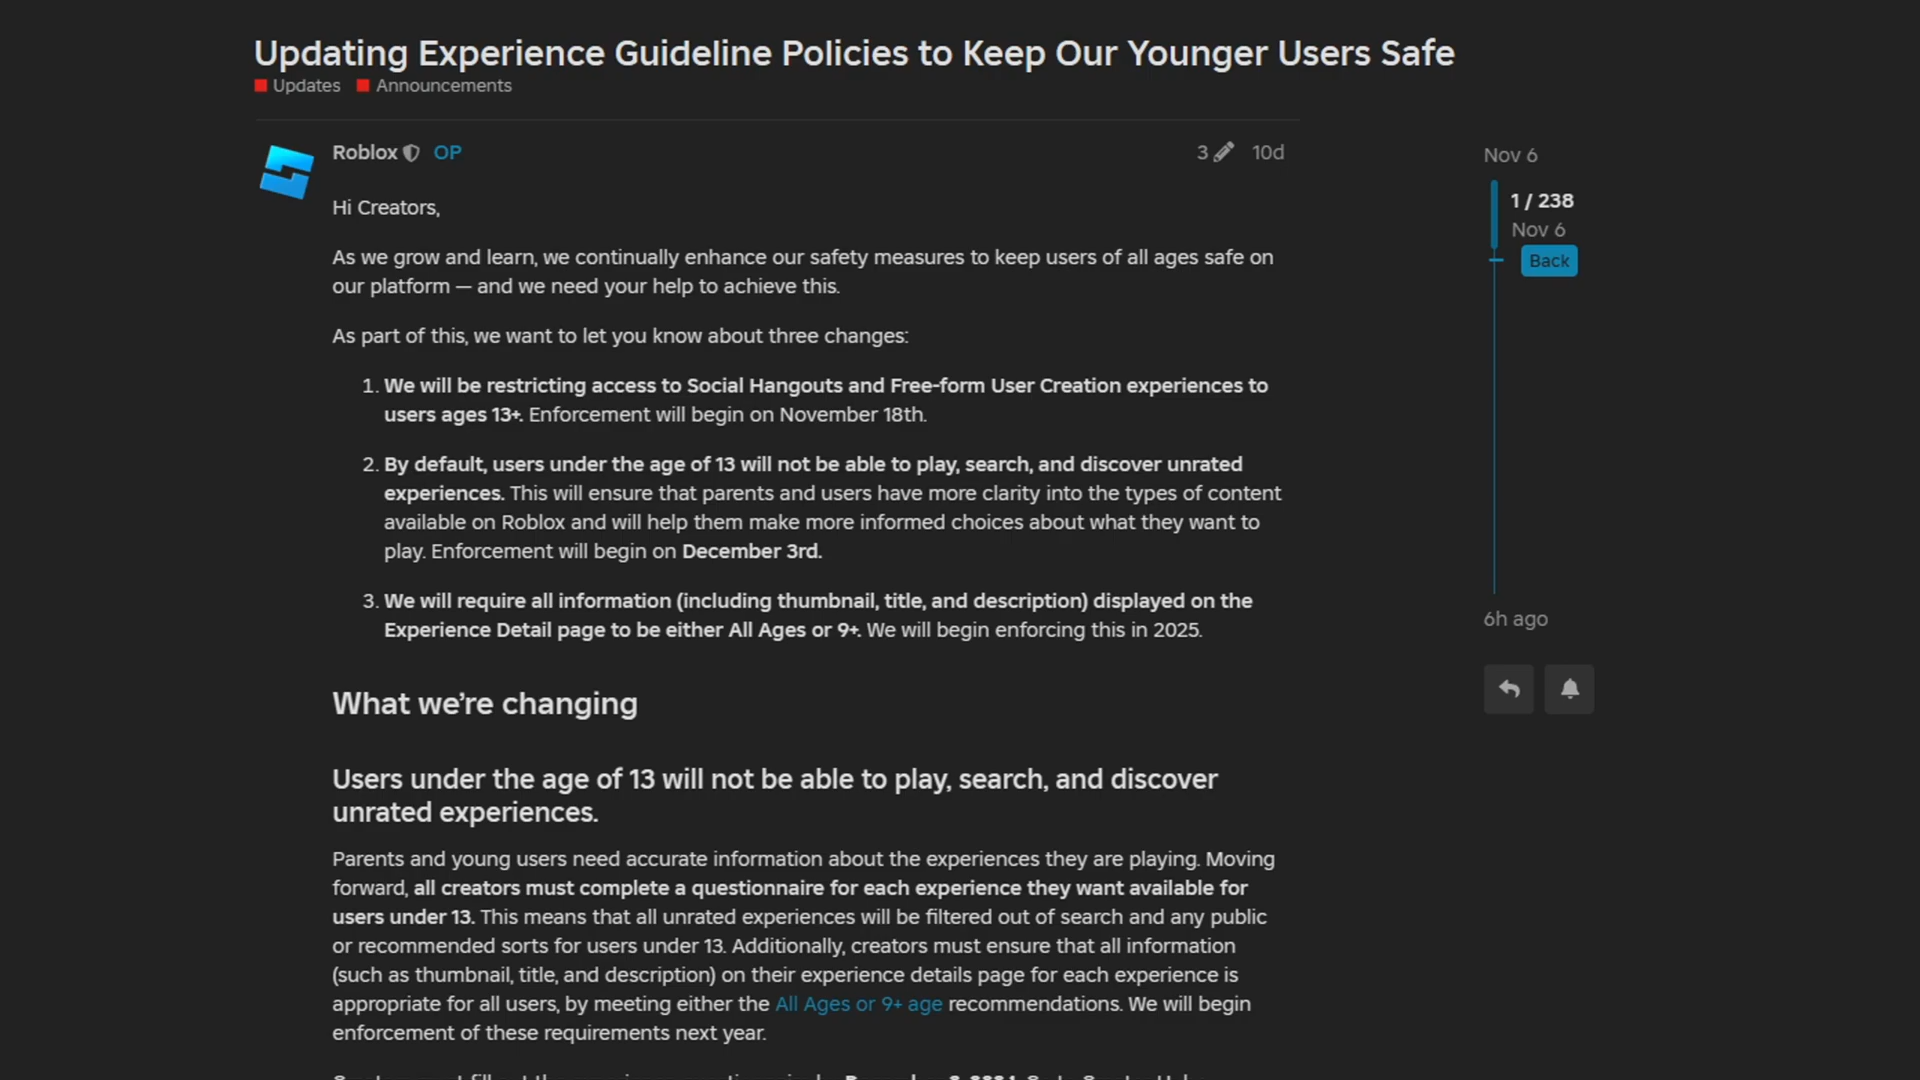 Updating Experience Guideline Policies to Keep Our Younger Users Safe
Updates Announcements
Roblox OP 3 10d
Hi Creators,
As we grow and learn, we continually enhance our safety measures to keep users of all ages safe on
our platform — and we need your help to achieve this.
As part of this, we want to let you know about three changes:
1. We will be restricting access to Social Hangouts and Free-form User Creation experiences to
users ages 13+. Enforcement will begin on November 18th.
2. By default, users under the age of 13 will not be able to play, search, and discover unrated
experiences. This will ensure that parents and users have more clarity into the types of content
available on Roblox and will help them make more informed choices about what they want to
play. Enforcement will begin on December 3rd.
3. We will require all information (including thumbnail, title, and description) displayed on the
Experience Detail page to be either All Ages or 9+. We will begin enforcing this in 2025.
What we’re changing
Users under the age of 13 will not be able to play, search, and discover
unrated experiences.
Parents and young users need accurate information about the experiences they are playing. Moving
forward, all creators must complete a questionnaire for each experience they want available for
users under 13. This means that all unrated experiences will be filtered out of search and any public
or recommended sorts for users under 13. Additionally, creators must ensure that all information
(such as thumbnail, title, and description) on their experience details page for each experience is
appropriate for all users, by meeting either the All Ages or 9+ age recommendations. We will begin
enforcement of these requirements next year.
Nov 6
1 / 238
Nov 6
Back
6h ago